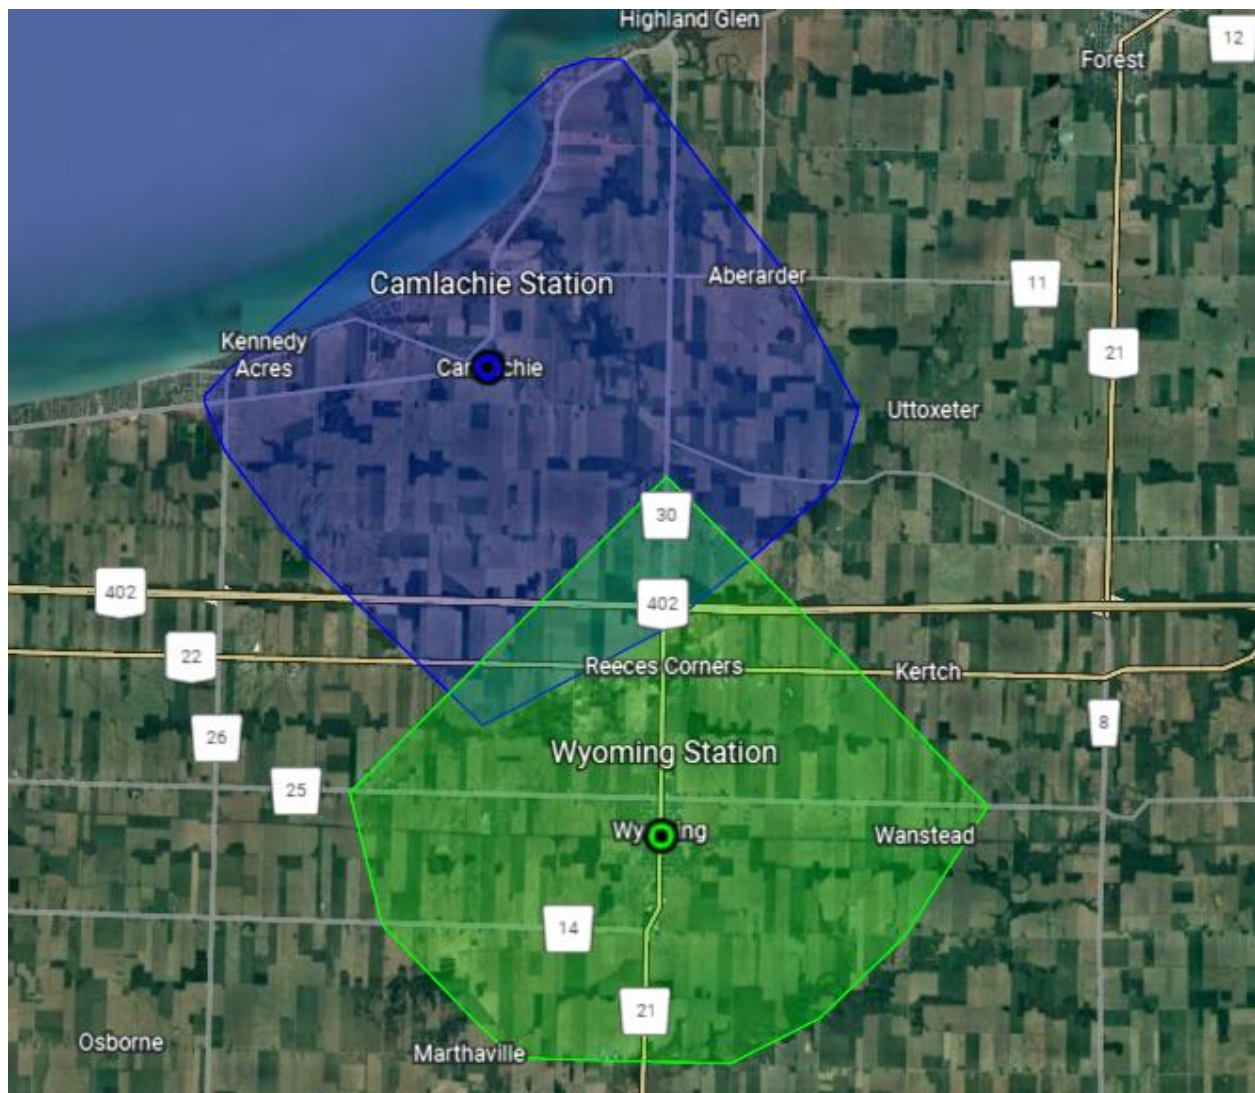 Highland Glen
12
Forest
Aberarder
Camlachie Station
11
Kennedy
Acres
21
Uttoxeter
30
402
402
22
Reeces Corners
Kertch
26
8
Wyoming Station
25
Wanstead
14
21
Osborne
Marthaville